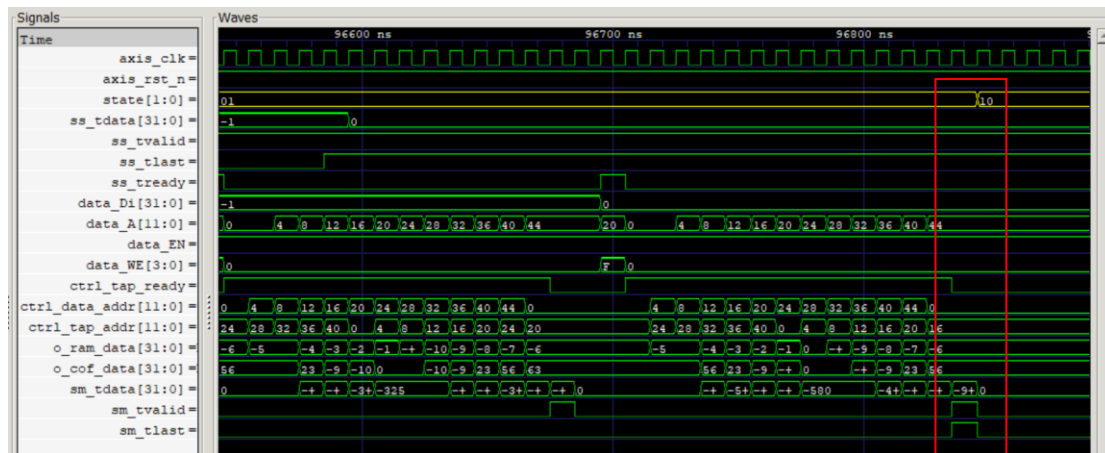 Signals
Waves
Time
96600 ns 96700 ns 96800 ns 9
axis_clk=
axis_rst_n=
state[1:0] = 01 10
ss_tdata[31:0] = -1 0
ss_tvalid=
ss_tlast=
ss_tready=
data_Di[31:0] = -1 0
data_A[11:0] = 0 4 8 12 16 20 24 28 32 36 40 44 20 0 4 8 12 16 20 24 28 32 36 40 44
data_EN=
data_WE[3:0] = 0 F 0
ctrl_tap_ready=
ctrl_data_addr[11:0] = 0 4 8 12 16 20 24 28 32 36 40 44 0 4 8 12 16 20 24 28 32 36 40 44 0
ctrl_tap_addr[11:0] = 24 28 32 36 40 0 4 8 12 16 20 24 20 24 28 32 36 40 0 4 8 12 16 20 16
o_ram_data[31:0] = -6 -5 -4 -3 -2 -1 -+ -10 -9 -8 -7 -6 -5 -4 -3 -2 -1 0 -+ -9 -8 -7 -6
o_cof_data[31:0] = 56 23 -9 -10 0 -10 -9 23 56 63 56 23 -9 -+ 0 -+ -9 23 56
sm_tdata[31:0] = 0 -+ -+ -3+ -325 -+ -+ -3+ -+ -+ 0 -+ -5+ -+ -+ -580 -4+ -+ -+ -9+ 0
sm_tvalid=
sm_tlast=